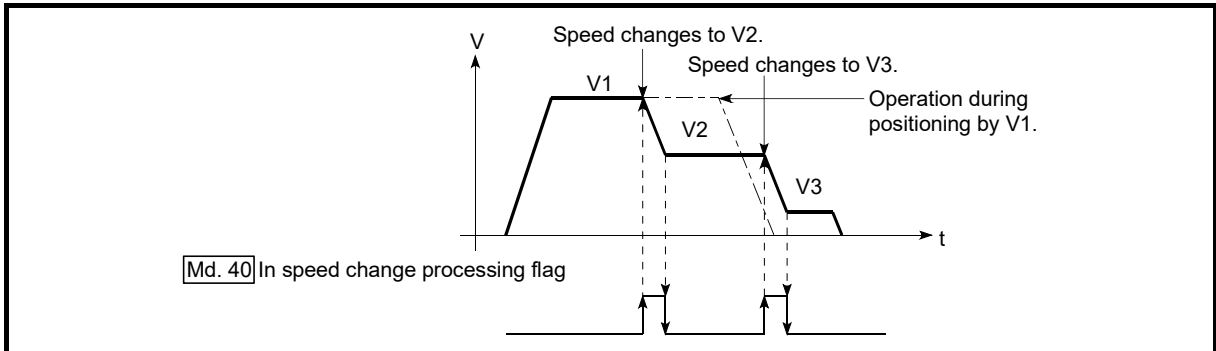 V
Speed changes to V2.
Speed changes to V3.
V1
Operation during
positioning by V1.
V2
V3
t
Md. 40 In speed change processing flag